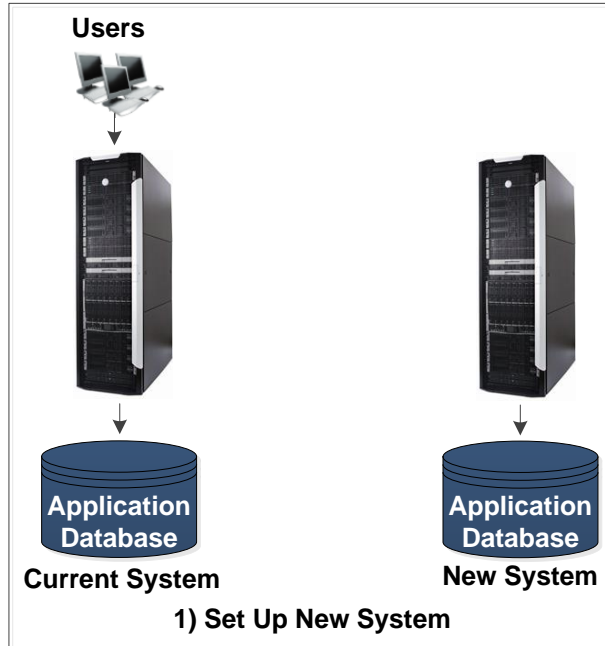 Users
Application
Database
Application
Database
Current System
New System
1) Set Up New System